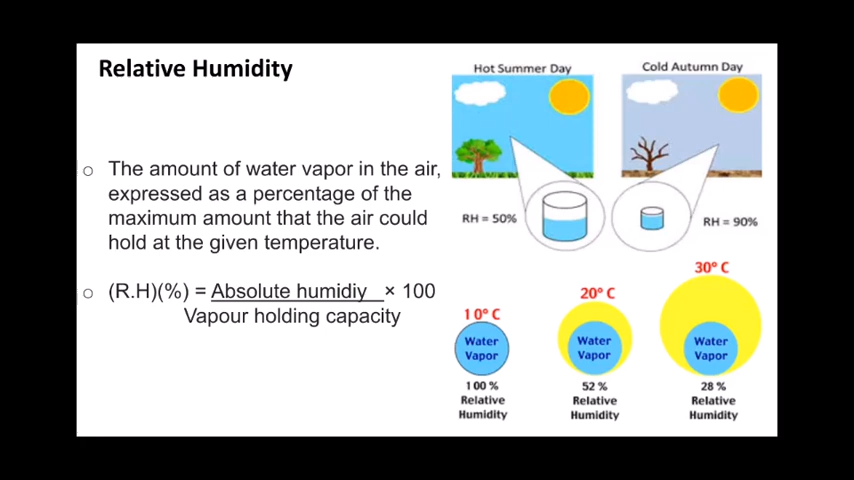 Relative Humidity
○ The amount of water vapor in the air,
expressed as a percentage of the
maximum amount that the air could
hold at the given temperature.
○ (R.H)(%) = Absolute humidiy × 100
Vapour holding capacity
Hot Summer Day
Cold Autumn Day
RH = 50%
RH = 90%
10° C
20° C
30° C
Water
Vapor
Water
Vapor
Water
Vapor
100 %
Relative
Humidity
52 %
Relative
Humidity
28 %
Relative
Humidity